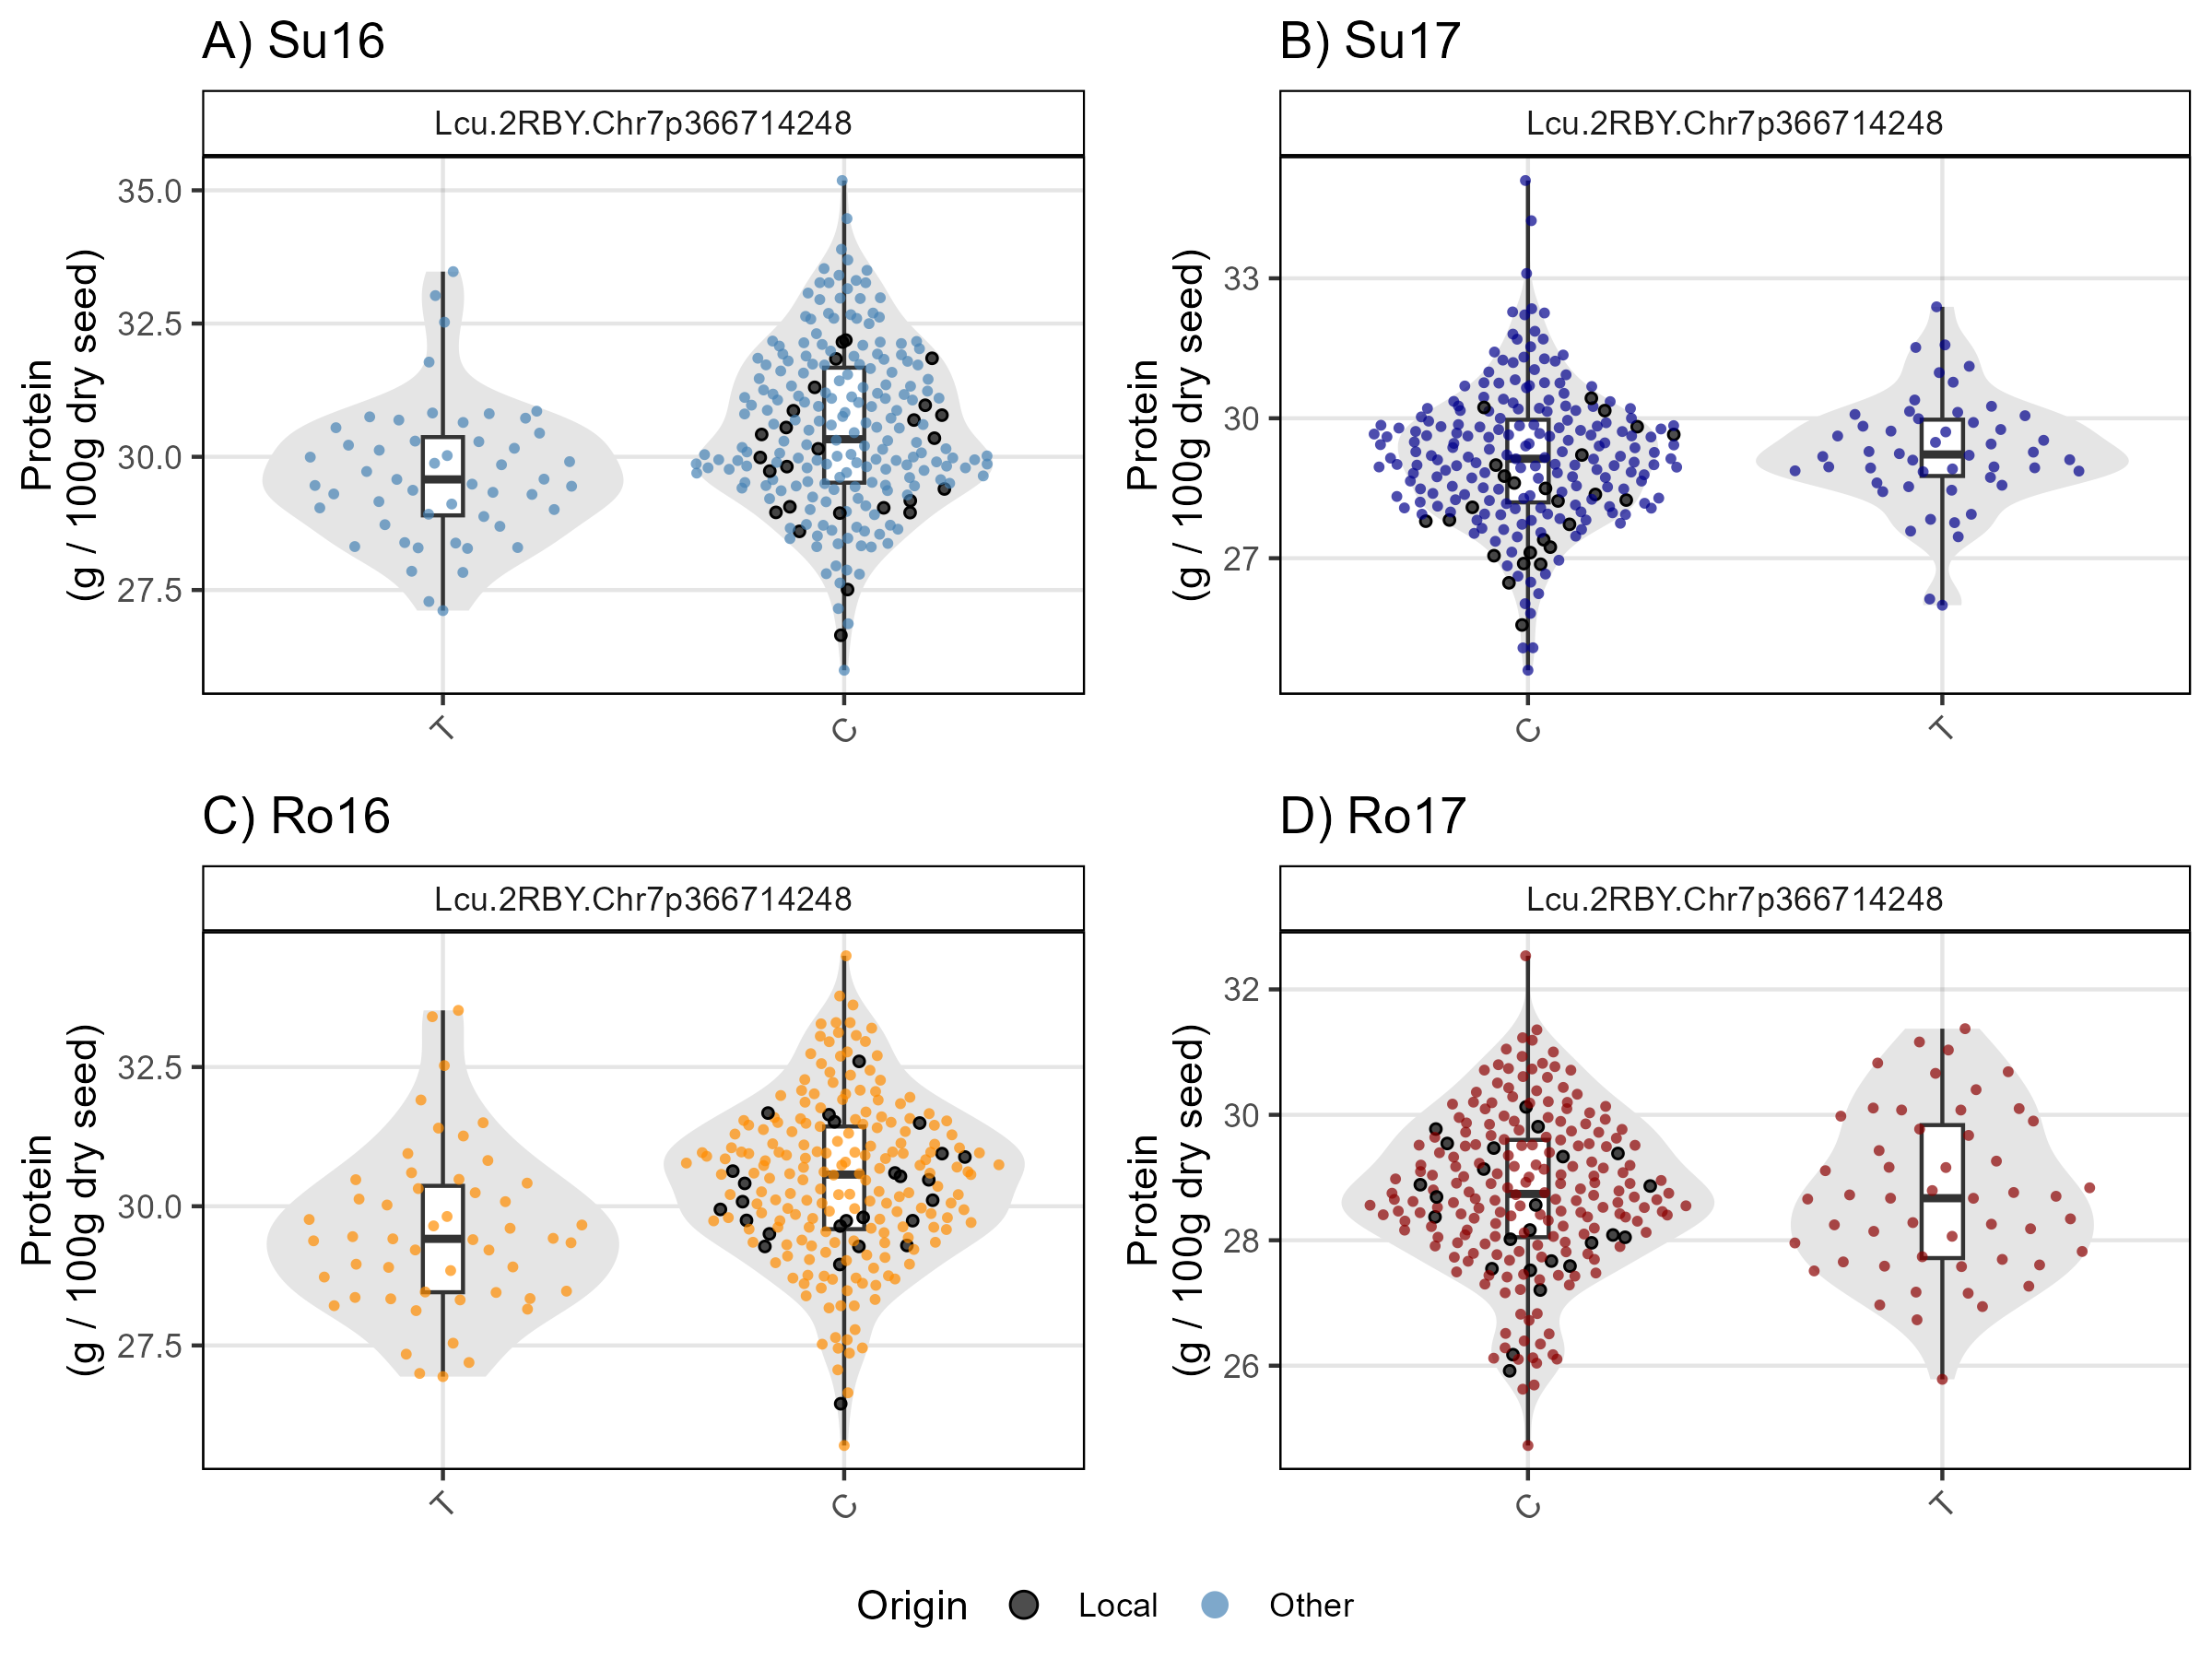 A) Su16
Lcu.2RBY.Chr7p366714248
Protein
(g / 100g dry seed)
35.0
32.5
30.0
27.5
T
C
B) Su17
Lcu.2RBY.Chr7p366714248
Protein
(g / 100g dry seed)
33
30
27
C
T
C) Ro16
Lcu.2RBY.Chr7p366714248
Protein
(g / 100g dry seed)
32.5
30.0
27.5
T
C
D) Ro17
Lcu.2RBY.Chr7p366714248
Protein
(g / 100g dry seed)
32
30
28
26
C
T
Origin
Local
Other